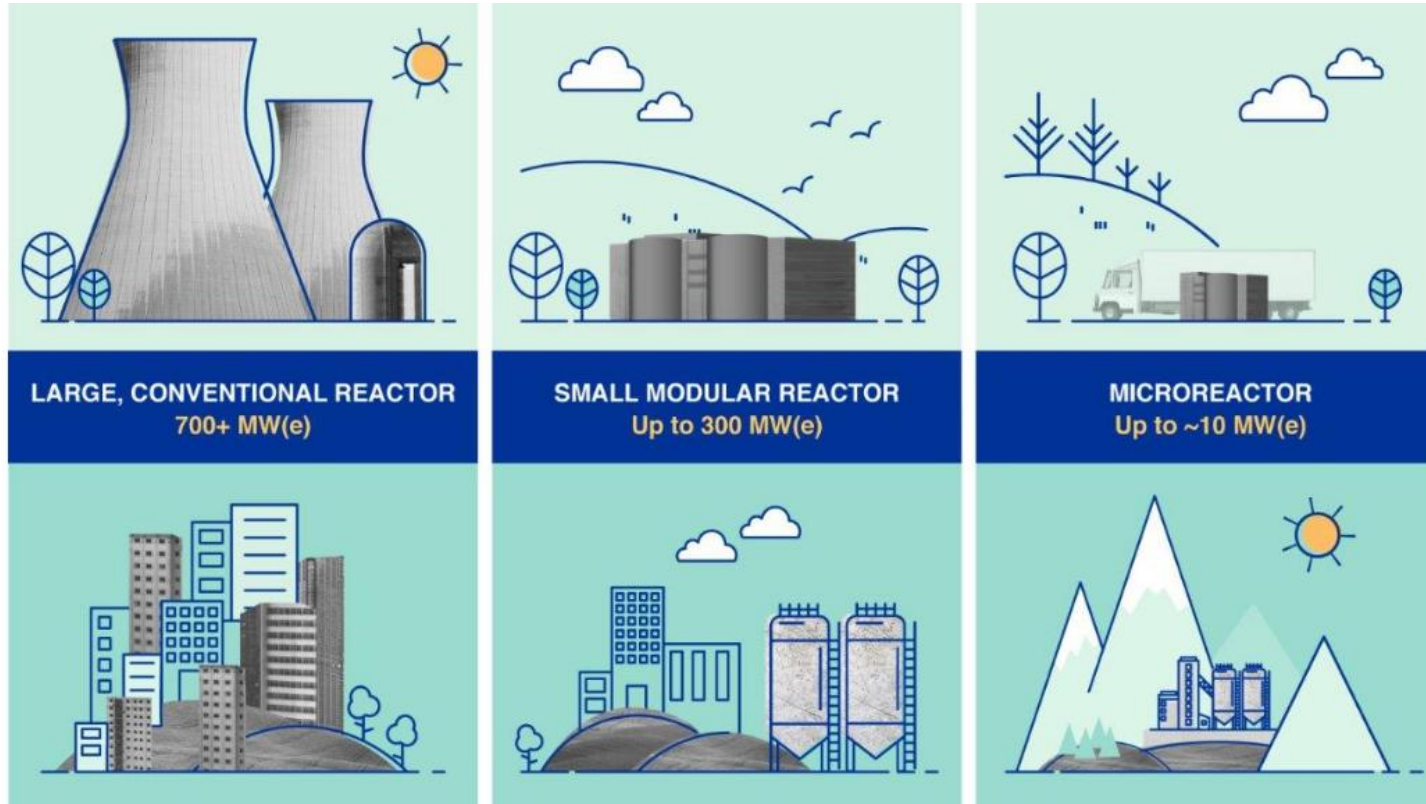 LARGE, CONVENTIONAL REACTOR
700+ MW(e)
SMALL MODULAR REACTOR
Up to 300 MW(e)
MICROREACTOR
Up to ~10 MW(e)